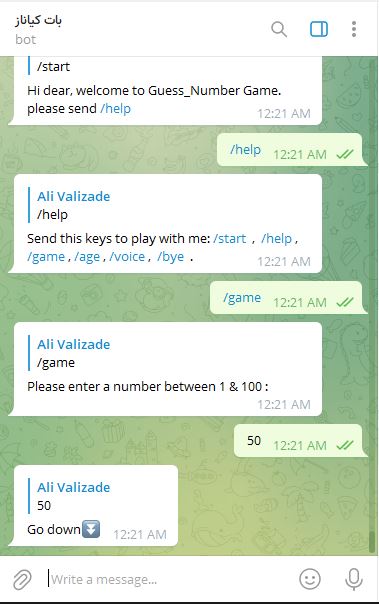 بات کیاناز
bot
/start
Hi dear, welcome to Guess_Number Game.
please send /help
12:21 AM
/help
12:21 AM
Ali Valizade
/help
Send this keys to play with me: /start , /help ,
/game , /age , /voice , /bye .
12:21 AM
/game
12:21 AM
Ali Valizade
/game
Please enter a number between 1 & 100 :
12:21 AM
50
12:21 AM
Ali Valizade
50
Go down⏬
12:21 AM
Write a message...